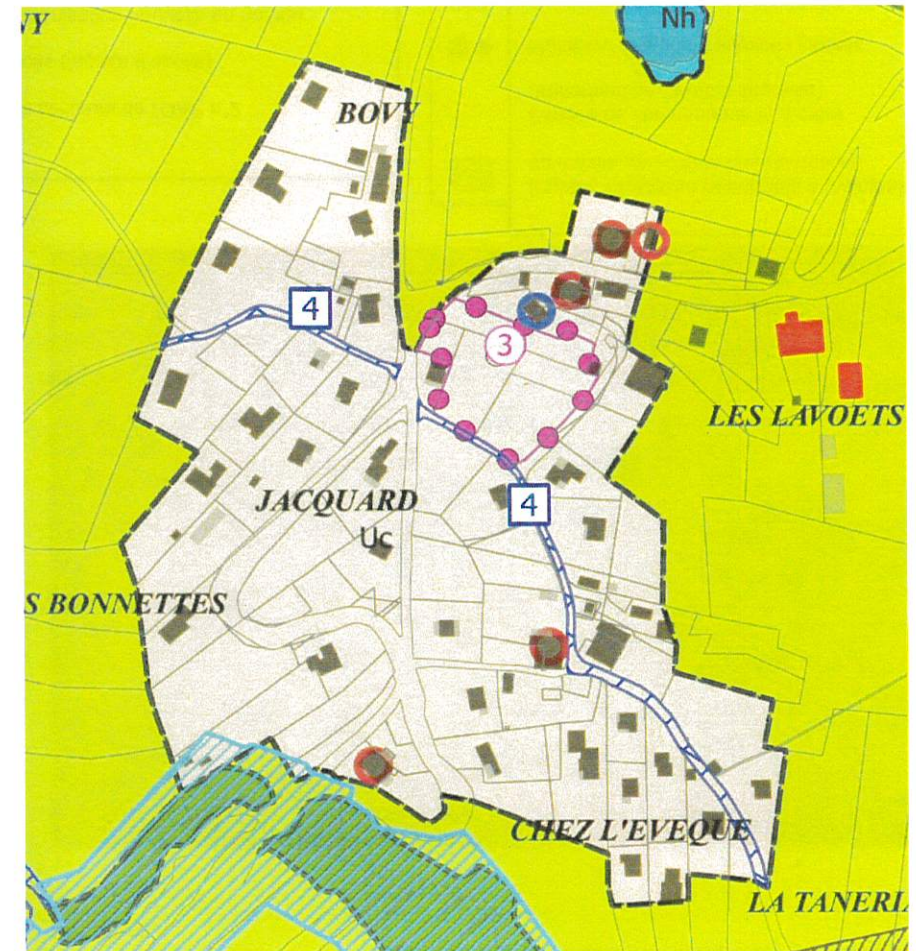 Nh
BOVY
4
3
LES LAVOETS
JACQUARD
4
Uc
S BONNETTES
CHEZ L'EVEQUE
LA TANERI